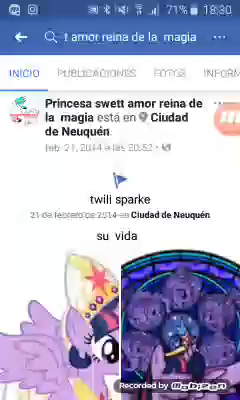 71% 18:30
t amor reina de la magia
INICIO PUBLICACIONES FOTOS INFORM
Princesa swett amor reina de
la magia está en Ciudad
de Neuquén
feb. 21, 2014 a las 20:52 •
twili sparke
21 de febrero de 2014 en Ciudad de Neuquén
su vida
Recorded by Mobizen